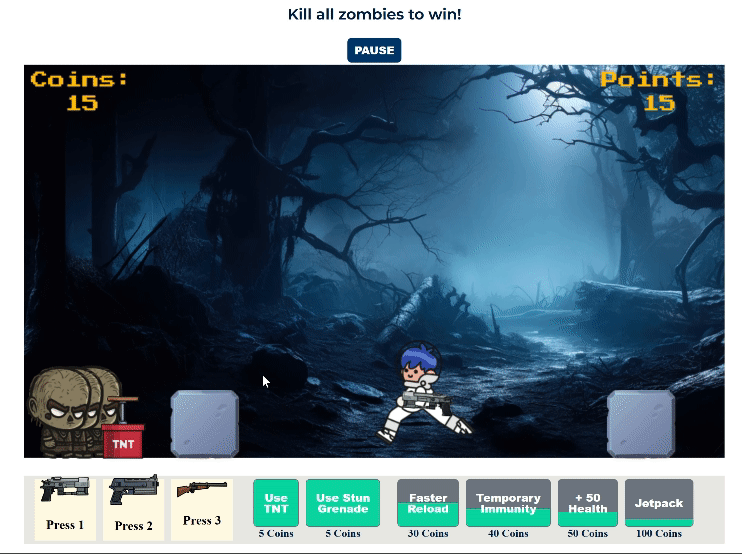 Kill all zombies to win!
PAUSE
Coins:
15
Points:
15
TNT
Press 1
Press 2
Press 3
Use
TNT
5 Coins
Use Stun
Grenade
5 Coins
Faster
Reload
30 Coins
Temporary
Immunity
40 Coins
+ 50
Health
50 Coins
Jetpack
100 Coins